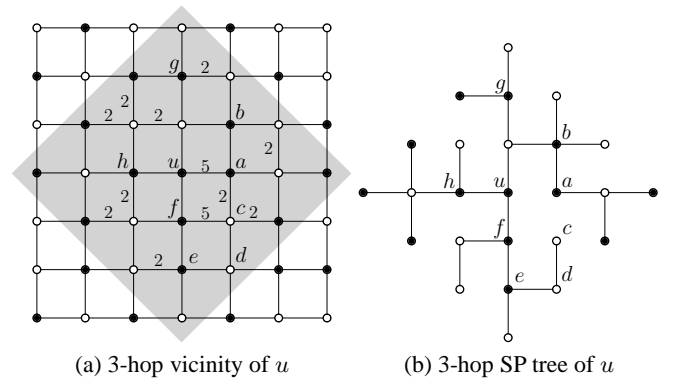 g 2
g
2
2 2 b
b
2
h u 5 a
h u a
2 2
2 f 5 c 2
f c
2 e d
e d
(a) 3-hop vicinity of u
(b) 3-hop SP tree of u